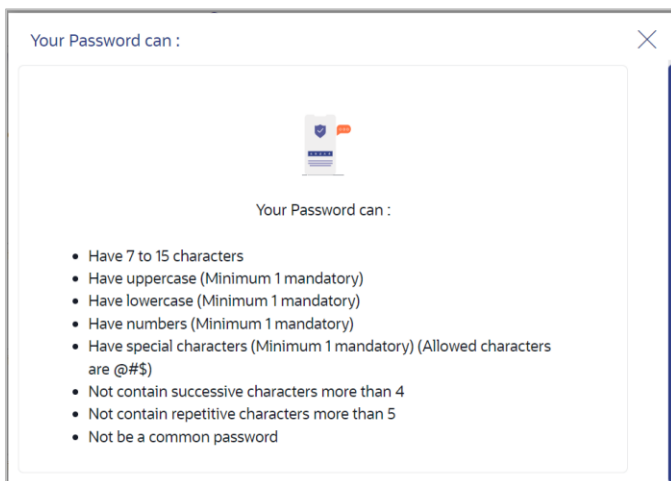 Your Password can :
Your Password can :
• Have 7 to 15 characters
• Have uppercase (Minimum 1 mandatory)
• Have lowercase (Minimum 1 mandatory)
• Have numbers (Minimum 1 mandatory)
• Have special characters (Minimum 1 mandatory) (Allowed characters
are @#$)
• Not contain successive characters more than 4
• Not contain repetitive characters more than 5
• Not be a common password